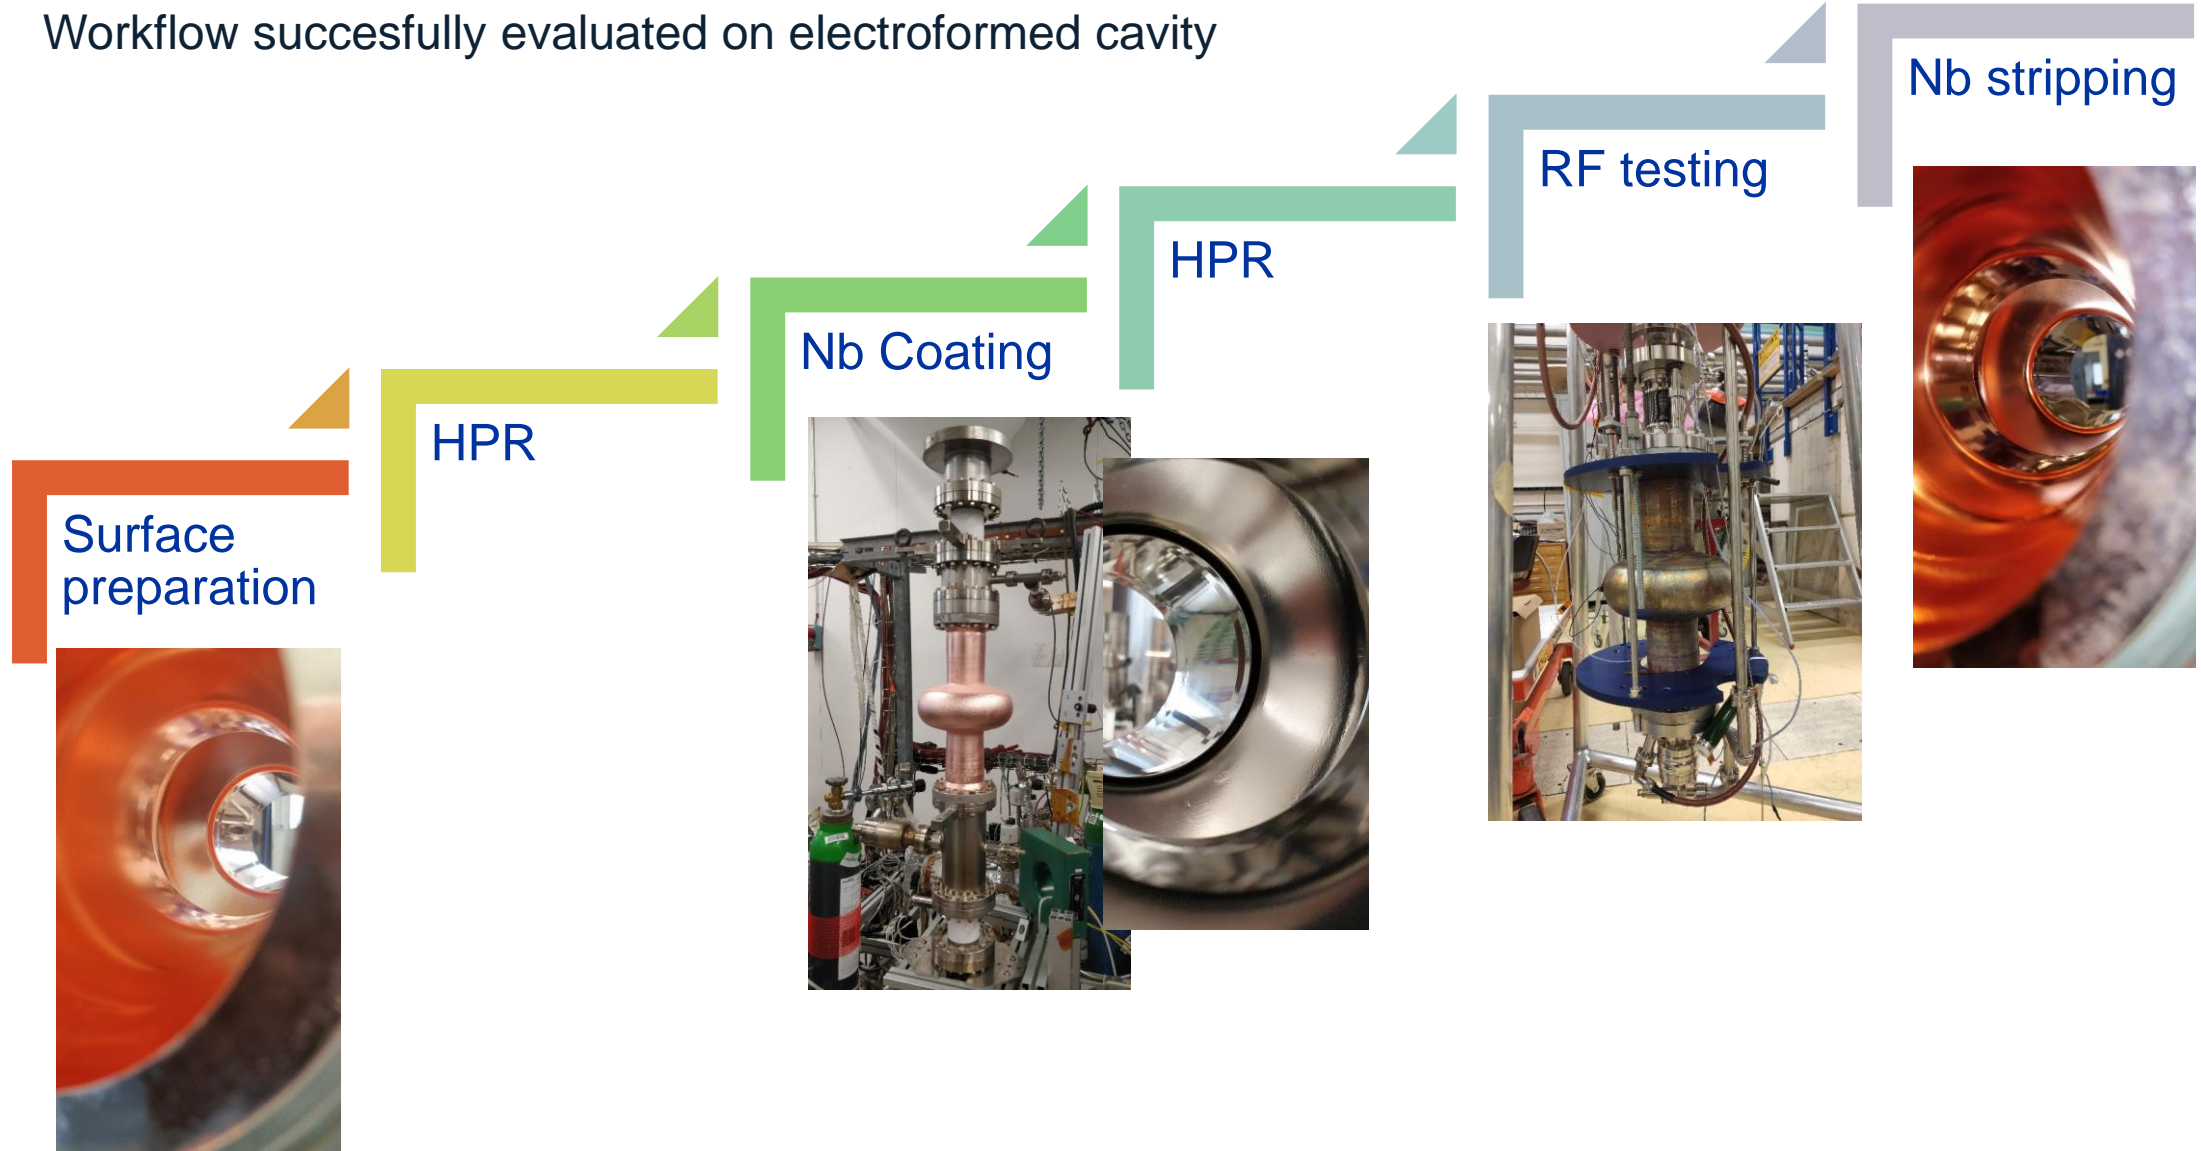 Workflow succesfully evaluated on electroformed cavity
Surface
preparation
HPR
Nb Coating
HPR
RF testing
Nb stripping